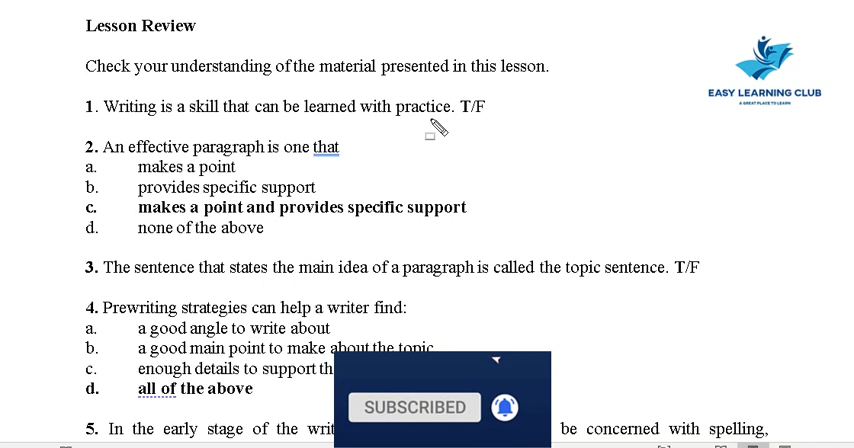 Lesson Review
EASY LEARNING CLUB
A GREAT PLACE TO LEARN
Check your understanding of the material presented in this lesson.
1. Writing is a skill that can be learned with practice. T/F
2. An effective paragraph is one that
a. makes a point
b. provides specific support
c. makes a point and provides specific support
d. none of the above
3. The sentence that states the main idea of a paragraph is called the topic sentence. T/F
4. Prewriting strategies can help a writer find:
a. a good angle to write about
b. a good main point to make about the topic
c. enough details to support
d. all of the above
SUBSCRIBED
5. In the early stage of the be concerned with spelling,